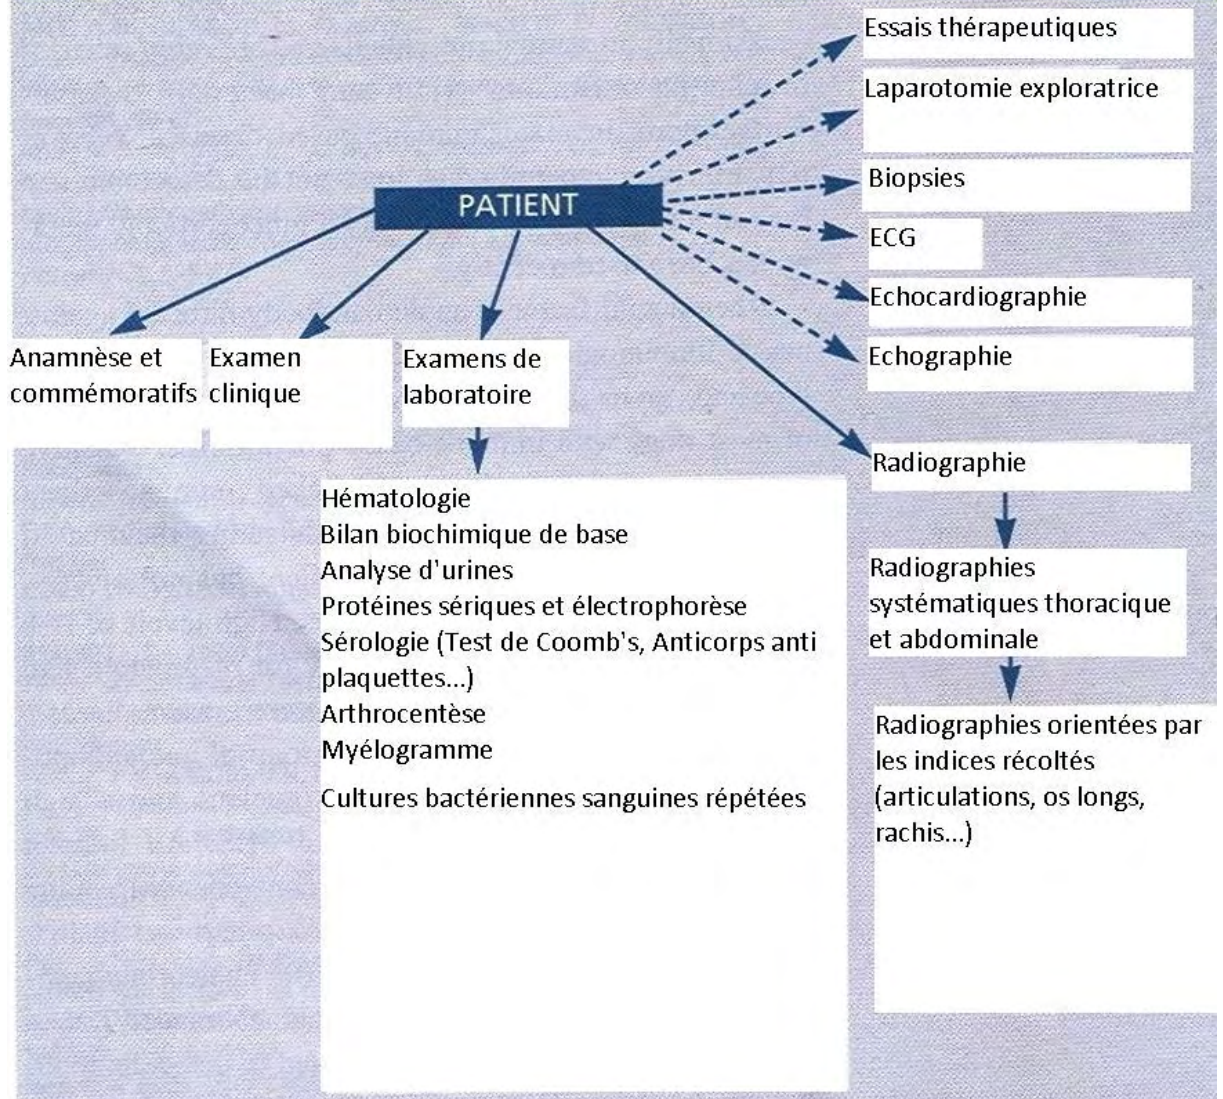 Essais thérapeutiques
Laparotomie exploratrice
PATIENT
Biopsies
ECG
Echocardiographie
Echographie
Anamnèse et
commémoratifs
Examen
clinique
Examens de
laboratoire
Radiographie
Hématologie
Bilan biochimique de base
Analyse d'urines
Protéines sériques et électrophorèse
Sérologie (Test de Coomb's, Anticorps anti
plaquettes...)
Arthrocentèse
Myélogramme
Cultures bactériennes sanguines répétées
Radiographies
systématiques thoracique
et abdominale
Radiographies orientées par
les indices récoltés
(articulations, os longs,
rachis...)